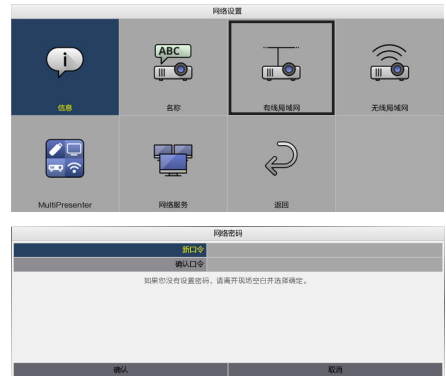 网络设置
ABC
信息
名称
有线局域网
无线局域网
MultiPresenter
网络服务
返回
网络密码
新口令
确认口令
如果您没有设置密码，请离开现场空白并选择确定。
确认
取消